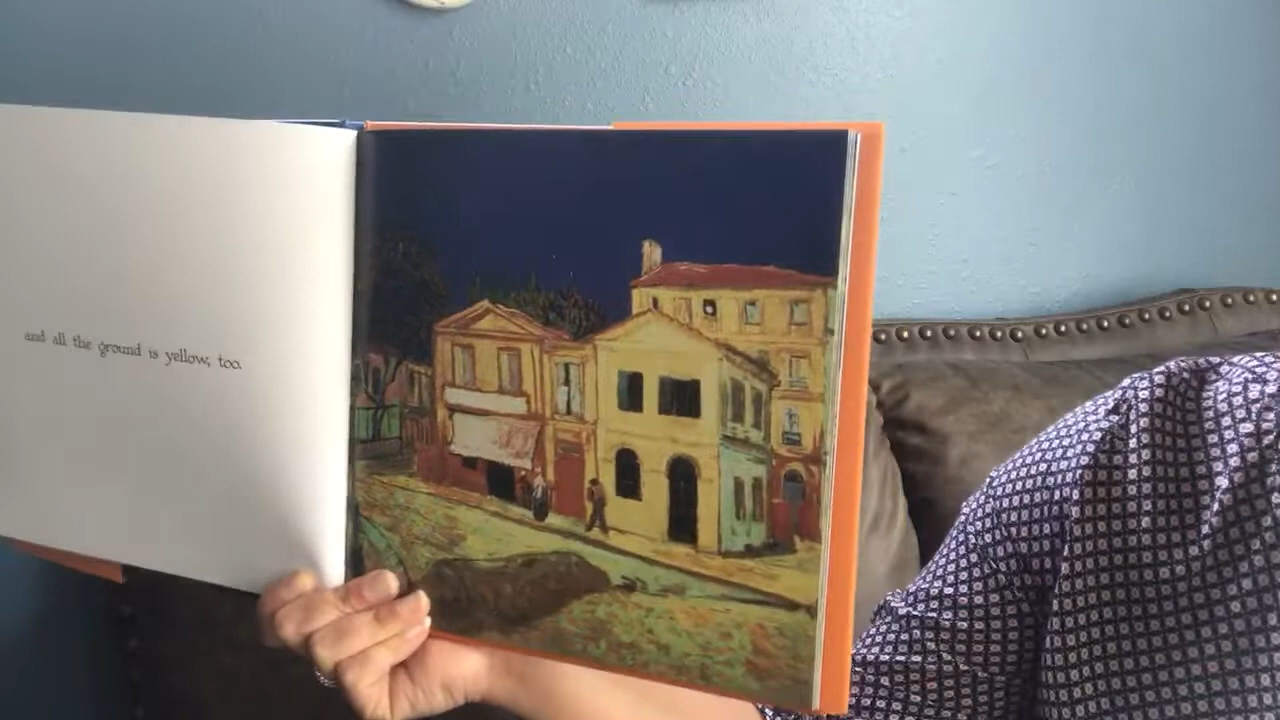 and all the ground is yellow, too.